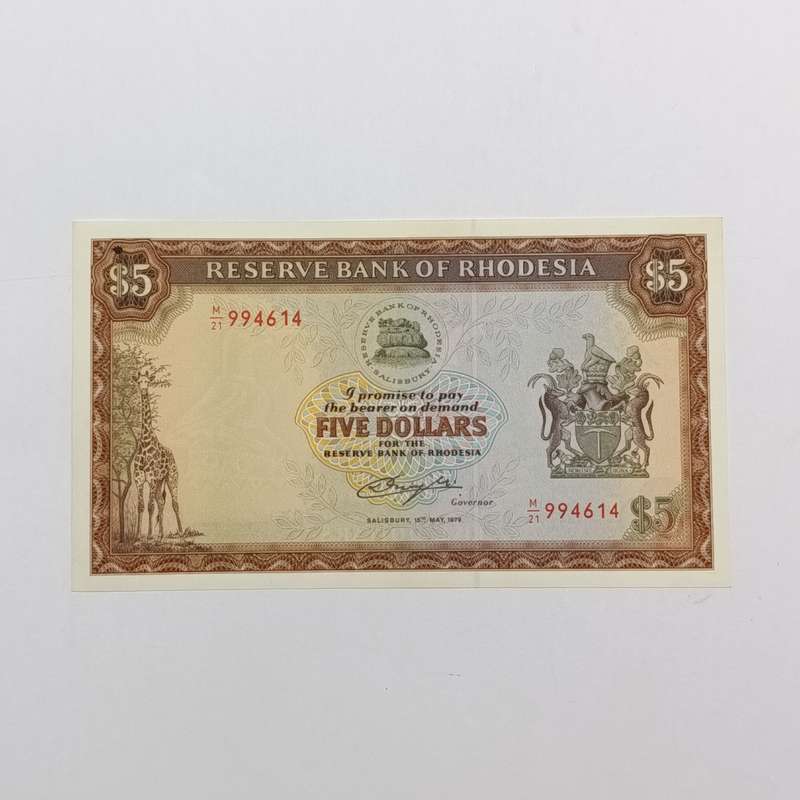 RESERVE BANK OF RHODESIA
$5
$5
M/21 994614
RESERVE BANK OF RHODESIA
SALISBURY
I promise to pay
the bearer on demand
FIVE DOLLARS
FOR THE
RESERVE BANK OF RHODESIA
Governor
SALISBURY, 15TH MAY, 1979.
M/21 994614
$5